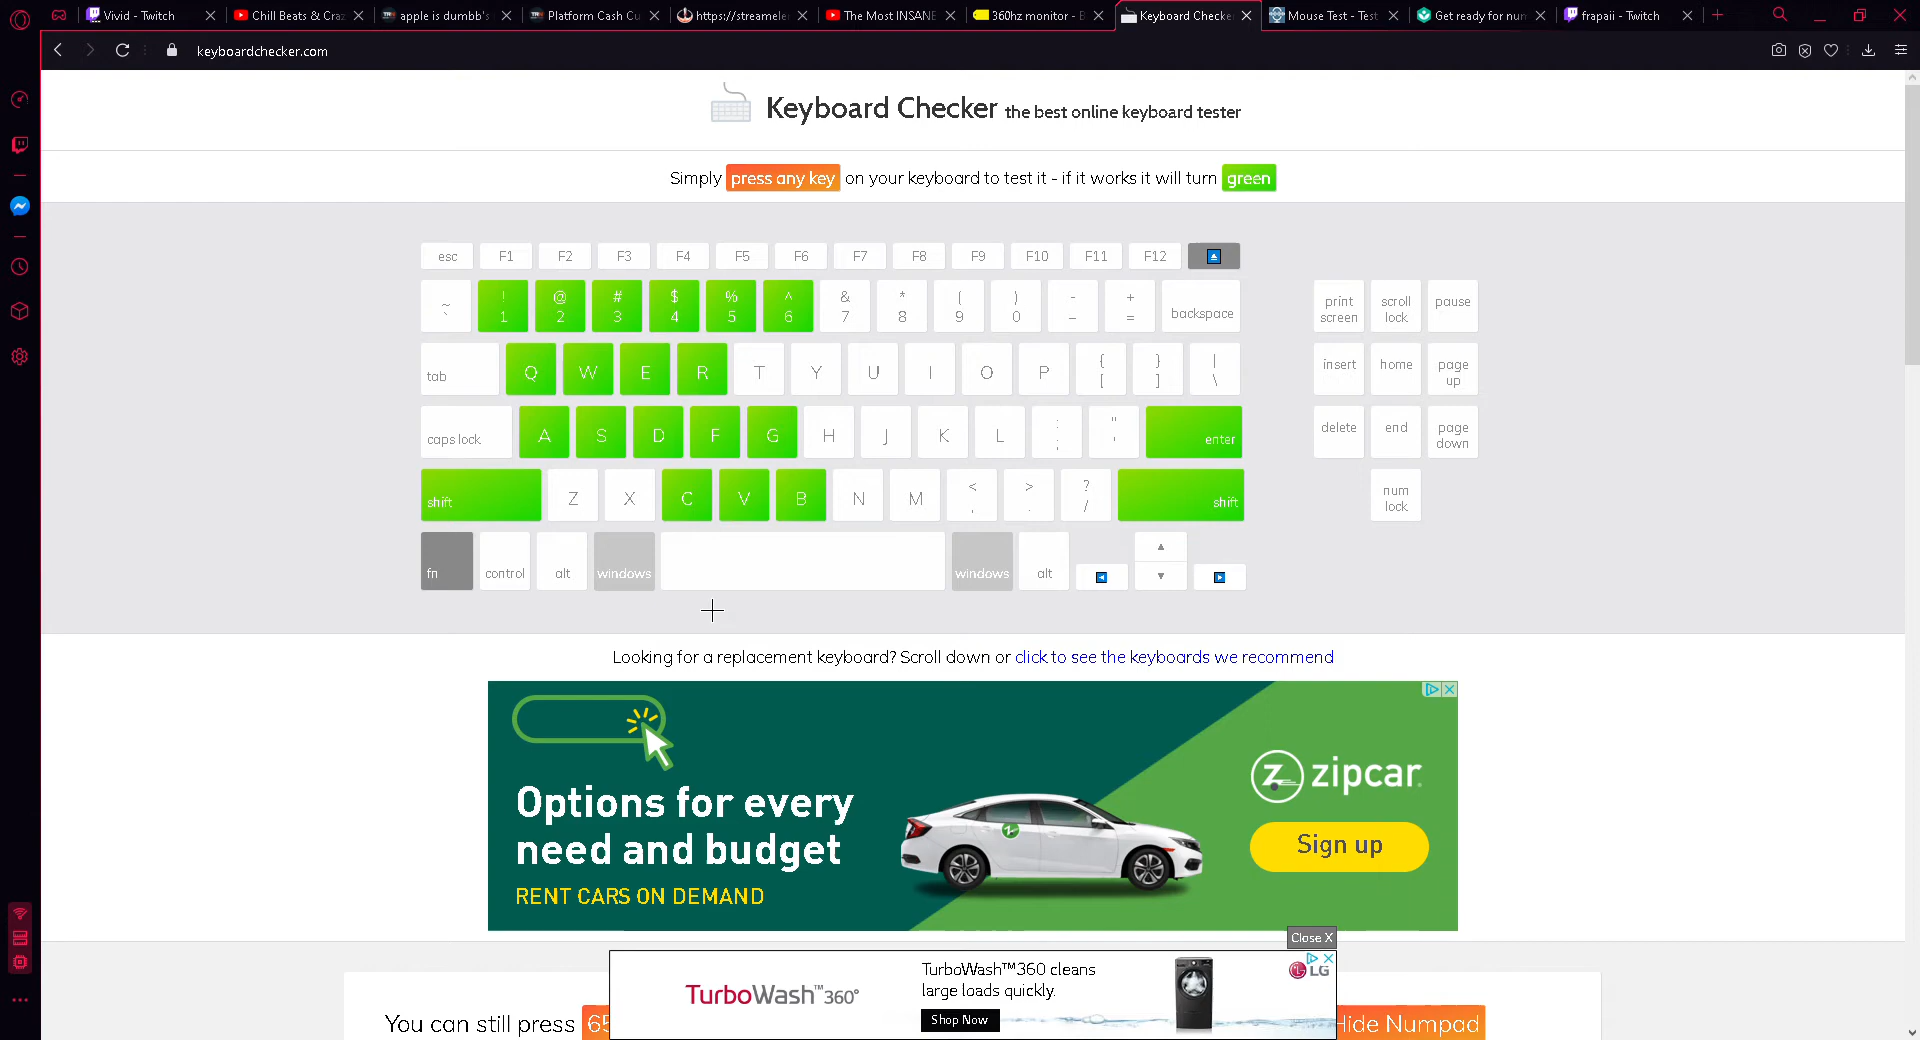 Vivid - Twitch
Chill Beats & Craz
apple is dumbb's
Platform Cash Cu
https://streamele
The Most INSANE
360hz monitor - B
Keyboard Checke
Mouse Test - Test
Get ready for num
frapaii - Twitch
keyboardchecker.com
Keyboard Checker the best online keyboard tester
Simply press any key on your keyboard to test it - if it works it will turn green
esc F1 F2 F3 F4 F5 F6 F7 F8 F9 F10 F11 F12
~ ! @ # $ % ^ & * ( ) - +
` 1 2 3 4 5 6 7 8 9 0 – = backspace
print screen
scroll lock
pause
tab Q W E R T Y U I O P { } |
[ ] \
insert home page up
caps lock A S D F G H J K L : "
; ' enter
delete end page down
shift Z X C V B N M < > ?
, . / shift
num lock
fn control alt windows windows alt
Looking for a replacement keyboard? Scroll down or click to see the keyboards we recommend
Options for every
need and budget
RENT CARS ON DEMAND
zipcar
Sign up
Close X
TurboWash™360°
TurboWash™360 cleans
large loads quickly.
Shop Now
LG
You can still press 65
Hide Numpad